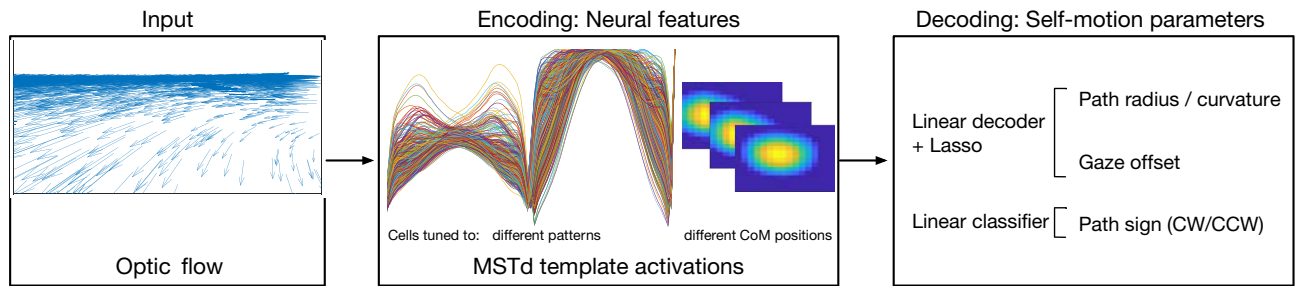 Input
Optic flow
Encoding: Neural features
Cells tuned to: different patterns
different CoM positions
MSTd template activations
Decoding: Self-motion parameters
Linear decoder
+ Lasso
Path radius / curvature
Gaze offset
Linear classifier
Path sign (CW/CCW)